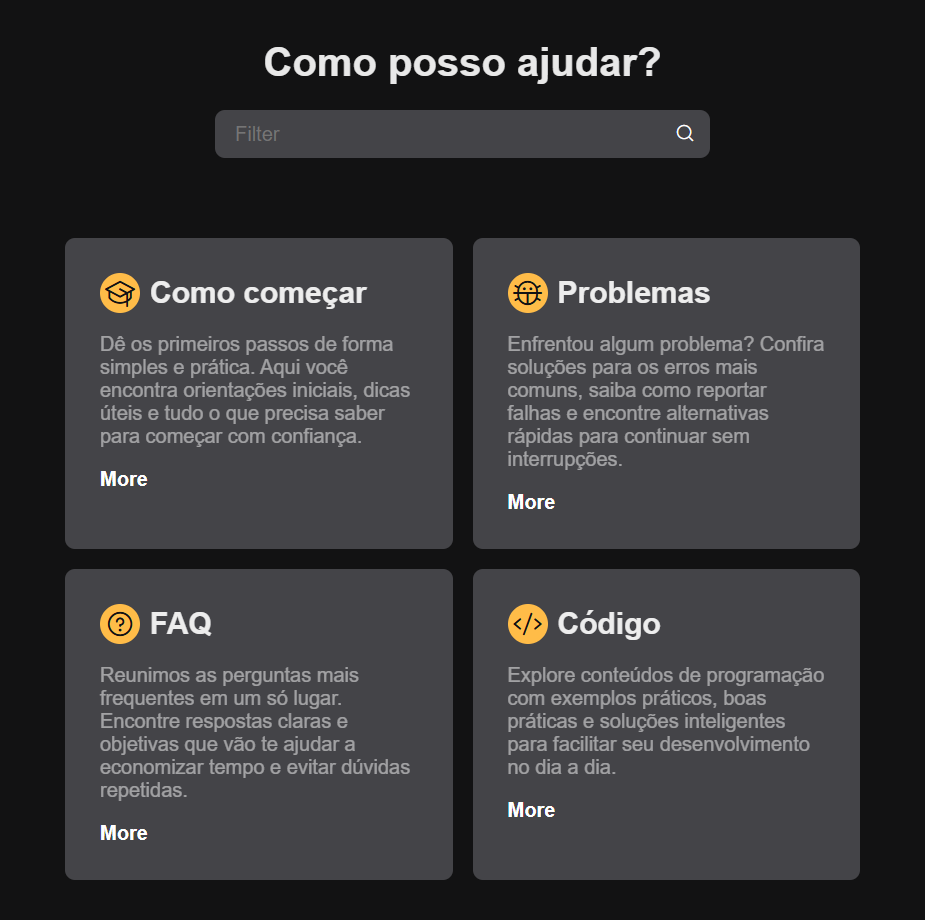 Como posso ajudar?
Filter
Como começar
Dê os primeiros passos de forma
simples e prática. Aqui você
encontra orientações iniciais, dicas
úteis e tudo o que precisa saber
para começar com confiança.
More
Problemas
Enfrentou algum problema? Confira
soluções para os erros mais
comuns, saiba como reportar
falhas e encontre alternativas
rápidas para continuar sem
interrupções.
More
FAQ
Reunimos as perguntas mais
frequentes em um só lugar.
Encontre respostas claras e
objetivas que vão te ajudar a
economizar tempo e evitar dúvidas
repetidas.
More
Código
Explore conteúdos de programação
com exemplos práticos, boas
práticas e soluções inteligentes
para facilitar seu desenvolvimento
no dia a dia.
More